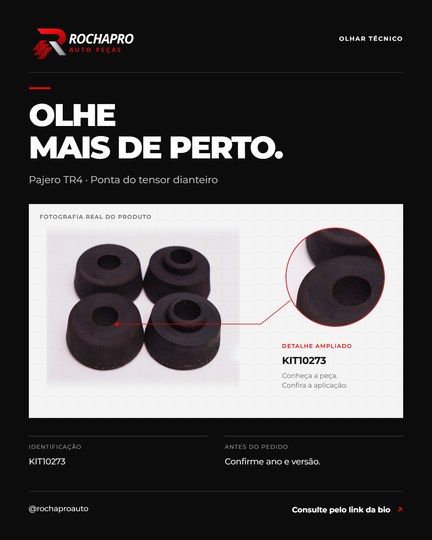 ROCHAPRO
AUTO PEÇAS
OLHAR TÉCNICO
OLHE
MAIS DE PERTO.
Pajero TR4 · Ponta do tensor dianteiro
FOTOGRAFIA REAL DO PRODUTO
DETALHE AMPLIADO
KIT10273
Conheça a peça.
Confira a aplicação.
IDENTIFICAÇÃO
KIT10273
ANTES DO PEDIDO
Confirme ano e versão.
@rochaproauto
Consulte pelo link da bio ↗